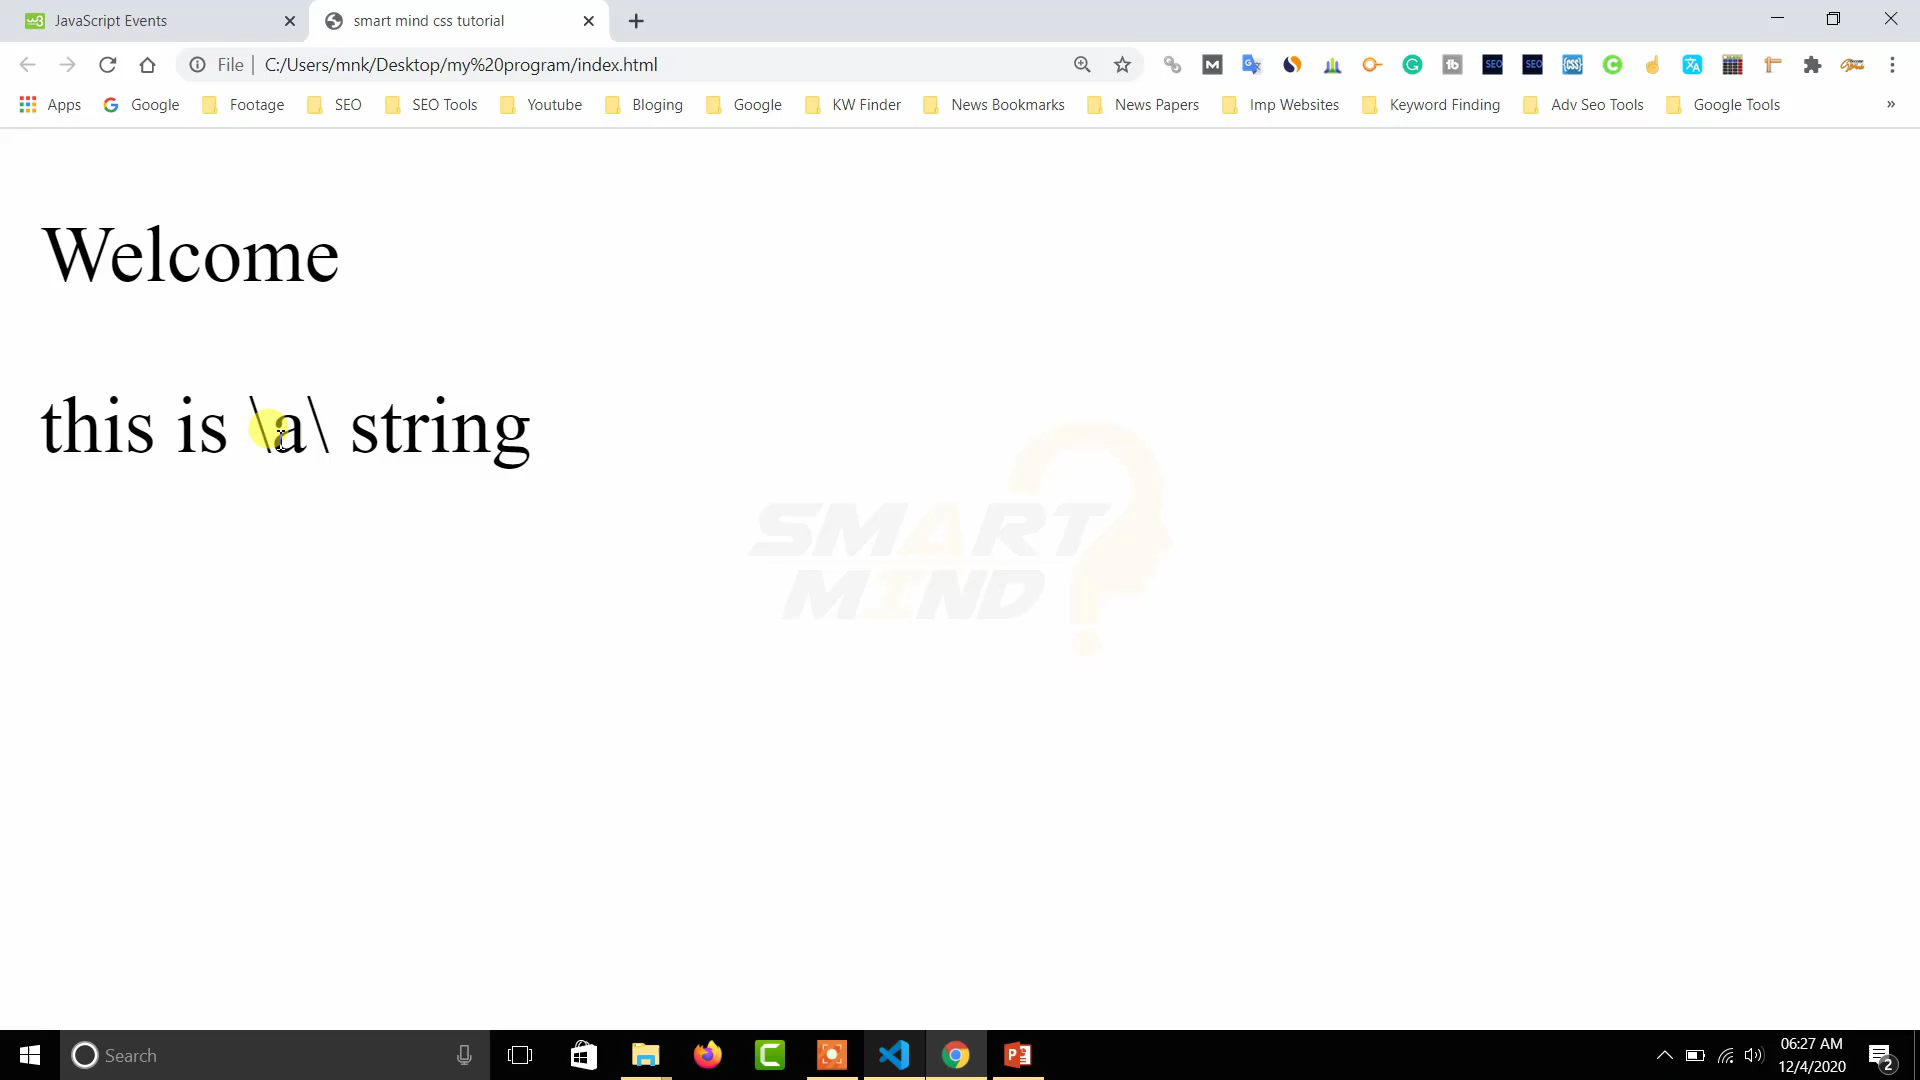 JavaScript Events
smart mind css tutorial
File
C:/Users/mnk/Desktop/my%20program/index.html
Apps
Google
Footage
SEO
SEO Tools
Youtube
Bloging
Google
KW Finder
News Bookmarks
News Papers
Imp Websites
Keyword Finding
Adv Seo Tools
Google Tools
»
Welcome
this is \a\ string
SMART
MIND
Search
06:27 AM
12/4/2020
2